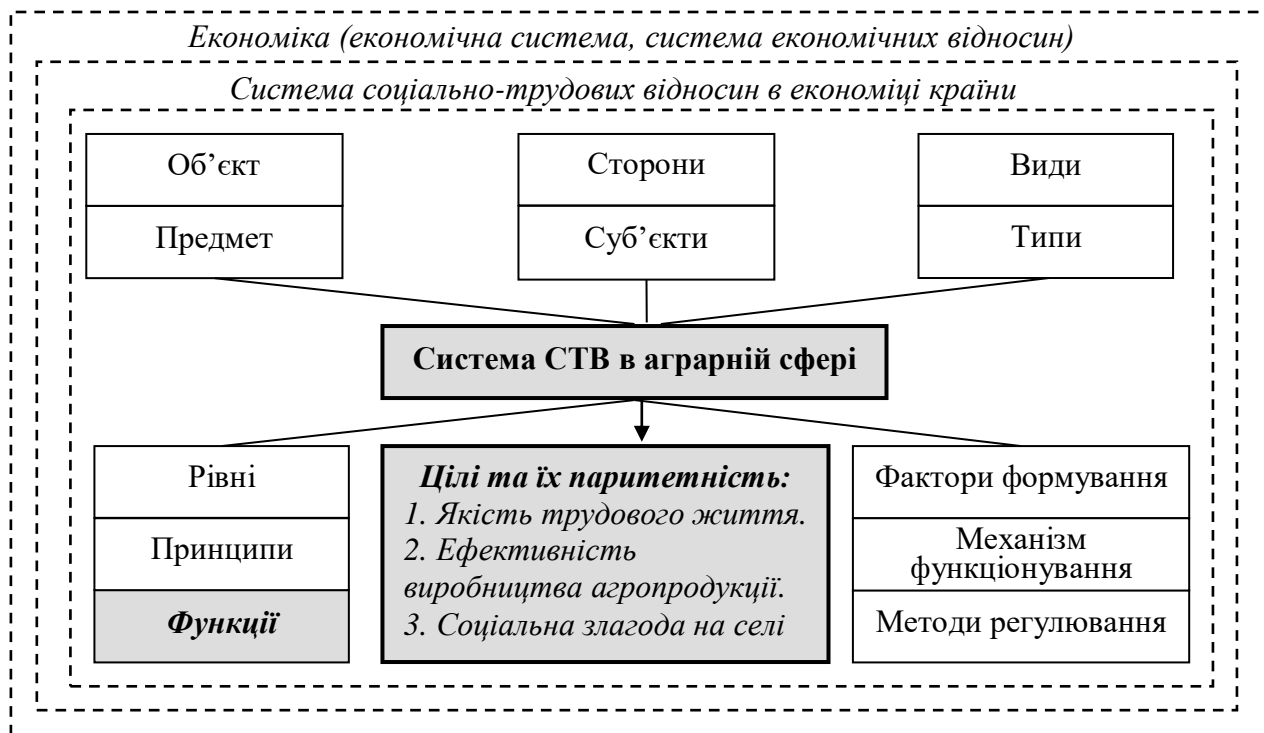 Економіка (економічна система, система економічних відносин)
Система соціально-трудових відносин в економіці країни
Об’єкт
Предмет
Сторони
Суб’єкти
Види
Типи
Система СТВ в аграрній сфері
Рівні
Принципи
Функції
Цілі та їх паритетність:
1. Якість трудового життя.
2. Ефективність
виробництва агропродукції.
3. Соціальна злагода на селі
Фактори формування
Механізм
функціонування
Методи регулювання